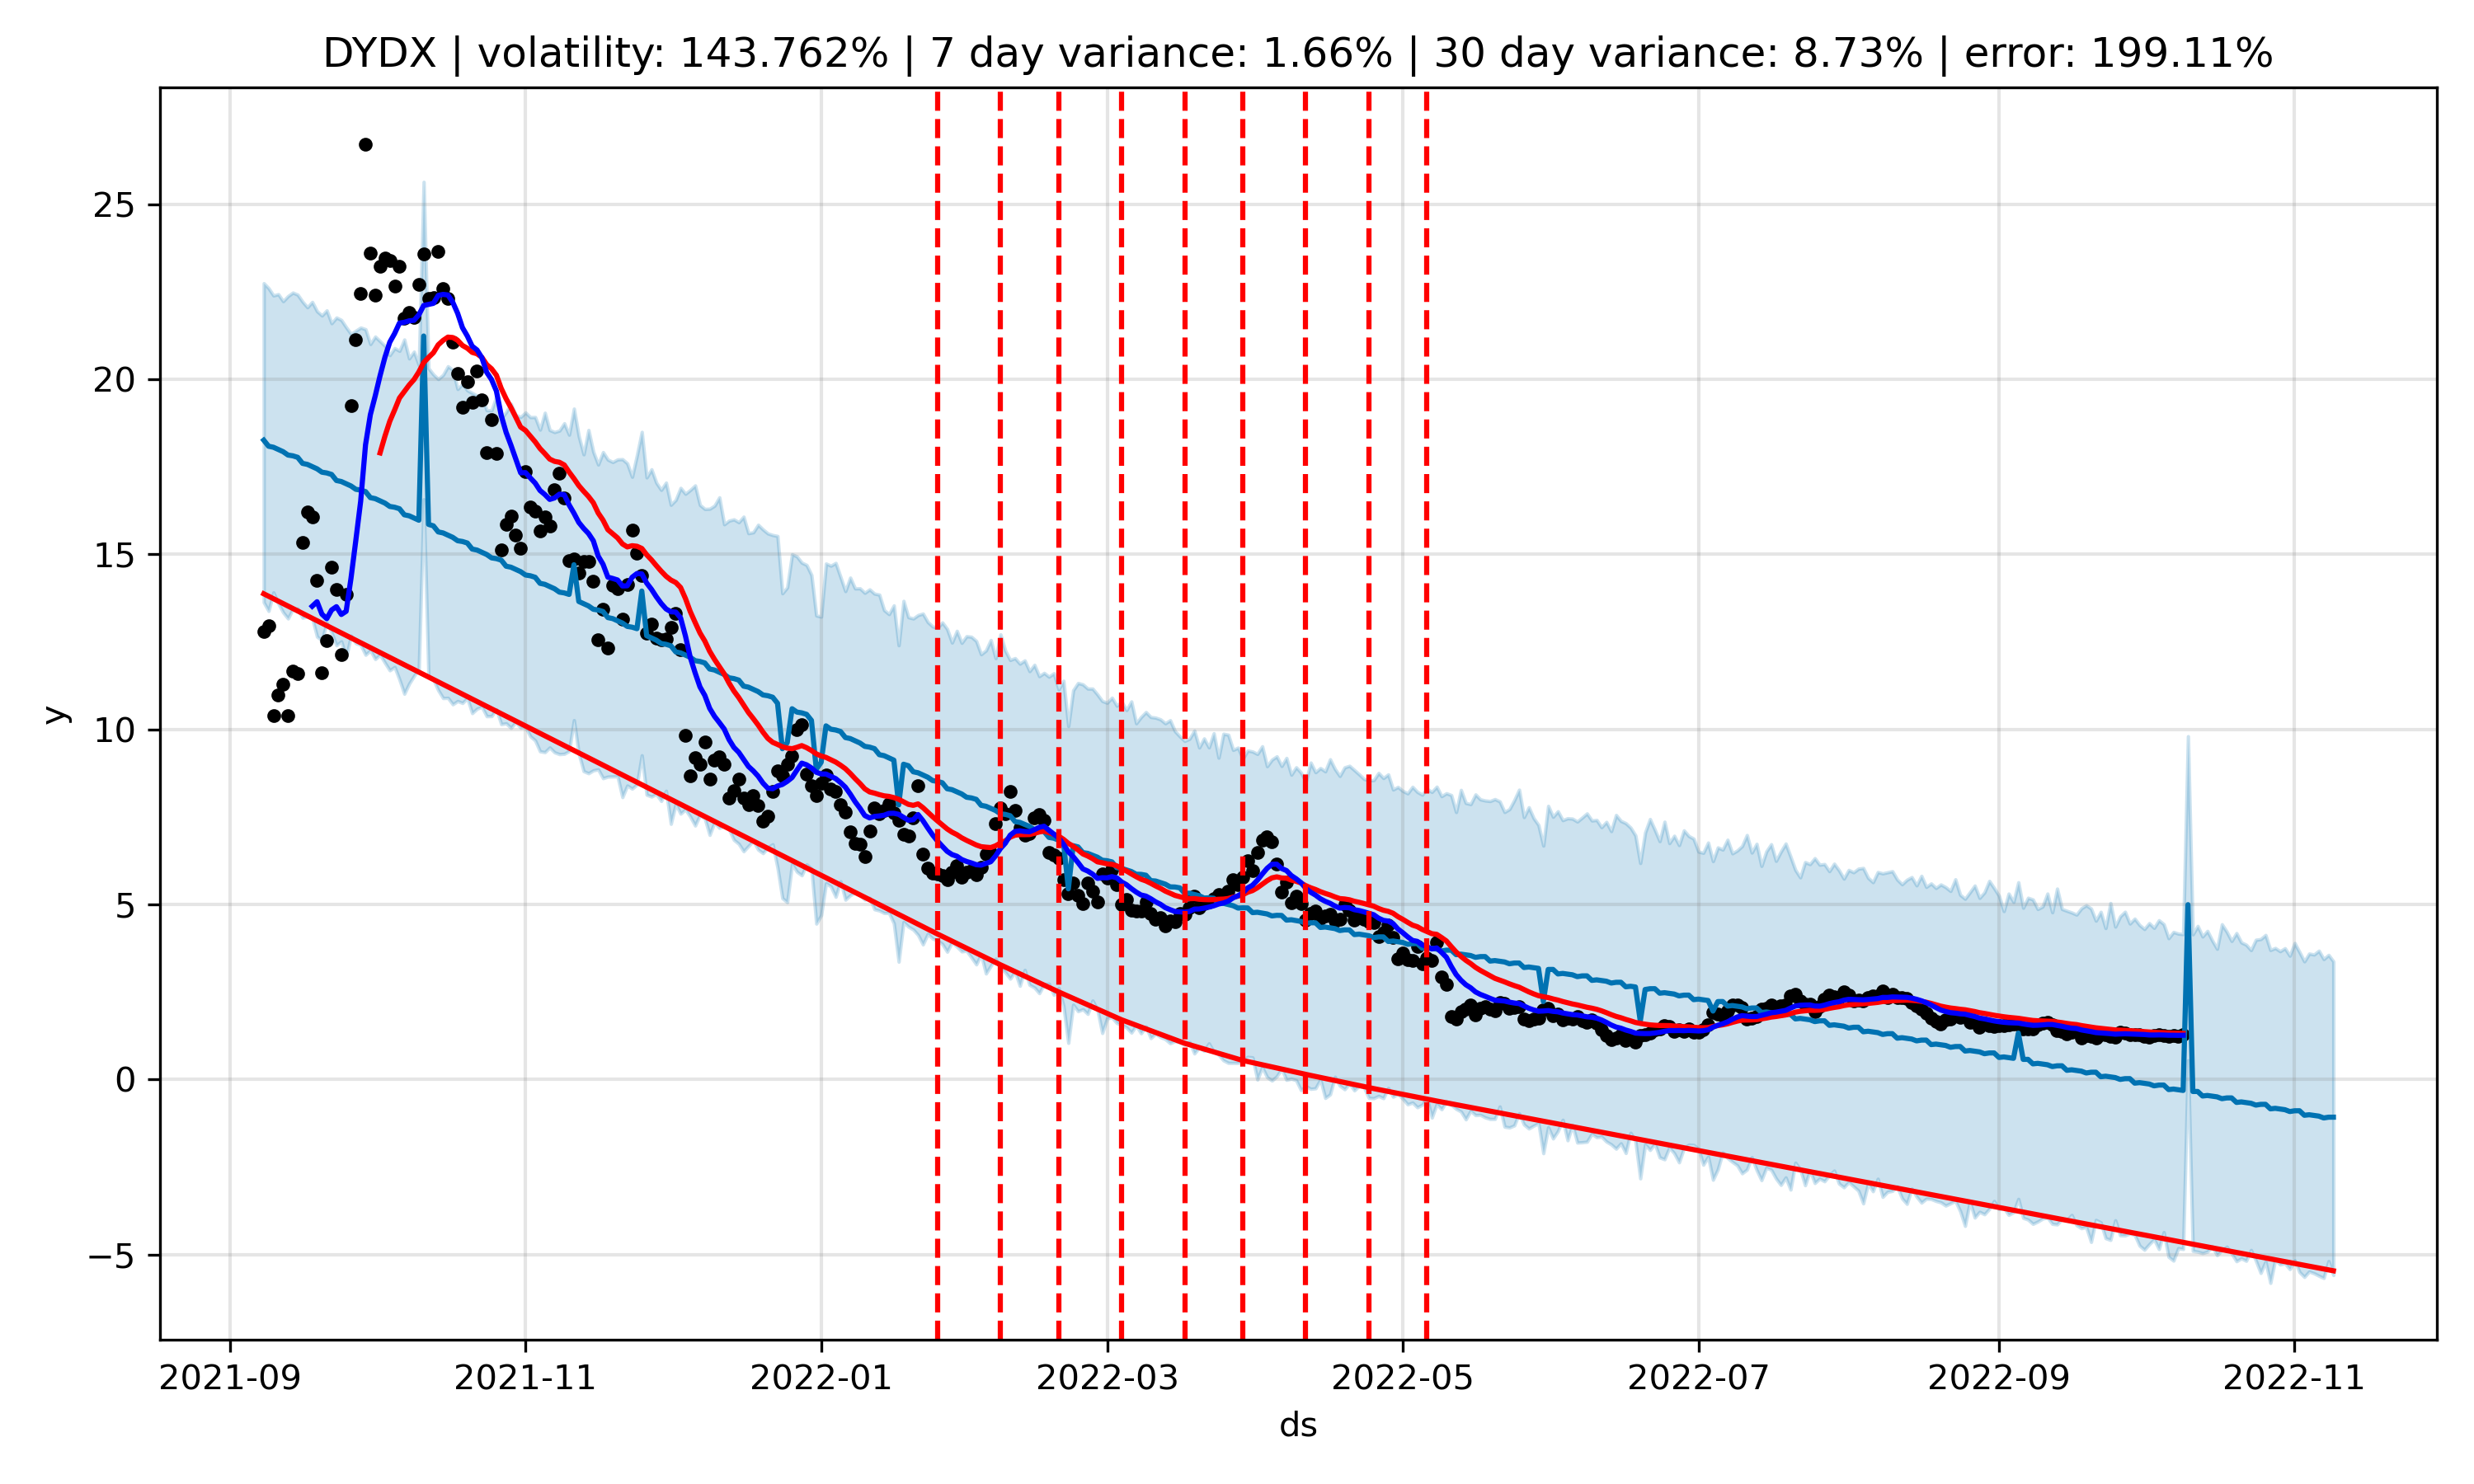 DYDX | volatility: 143.762% | 7 day variance: 1.66% | 30 day variance: 8.73% | error: 199.11%
25
20
15
10
5
0
−5
y
2021-09 2021-11 2022-01 2022-03 2022-05 2022-07 2022-09 2022-11
ds